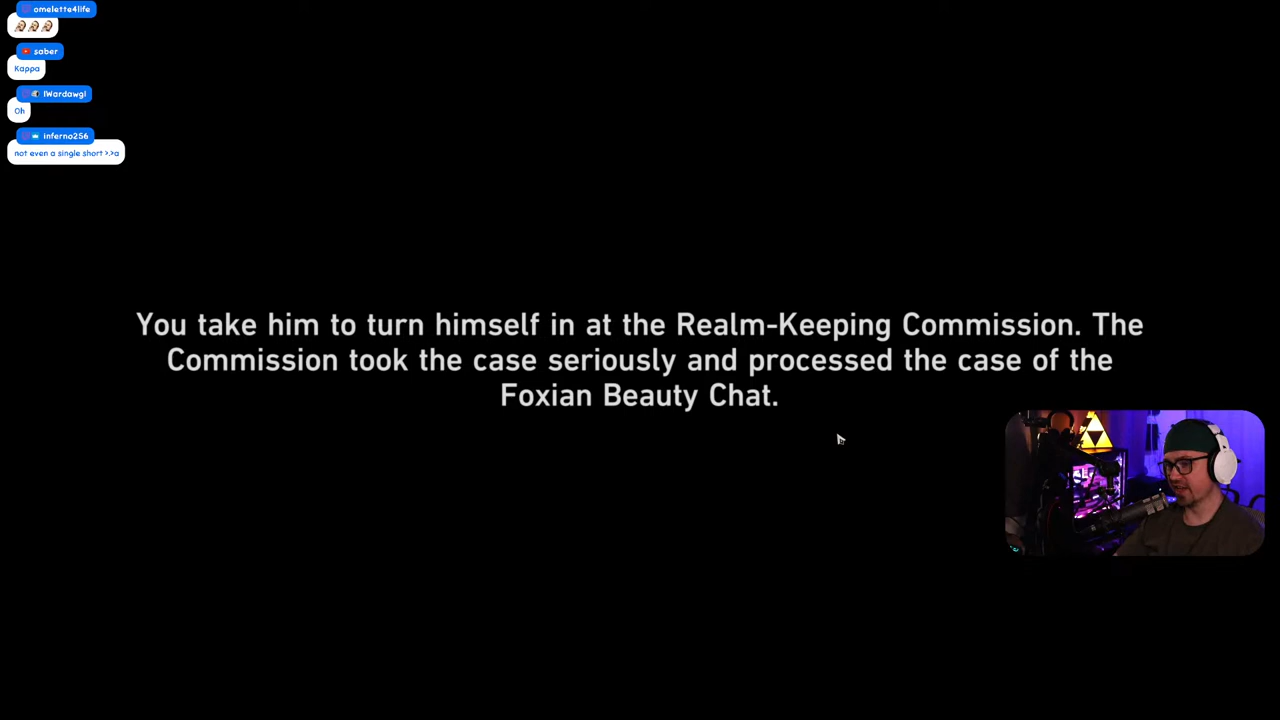 omelette4life
saber
Kappa
!Wardawg!
Oh
inferno256
not even a single short >.>a
You take him to turn himself in at the Realm-Keeping Commission. The
Commission took the case seriously and processed the case of the
Foxian Beauty Chat.